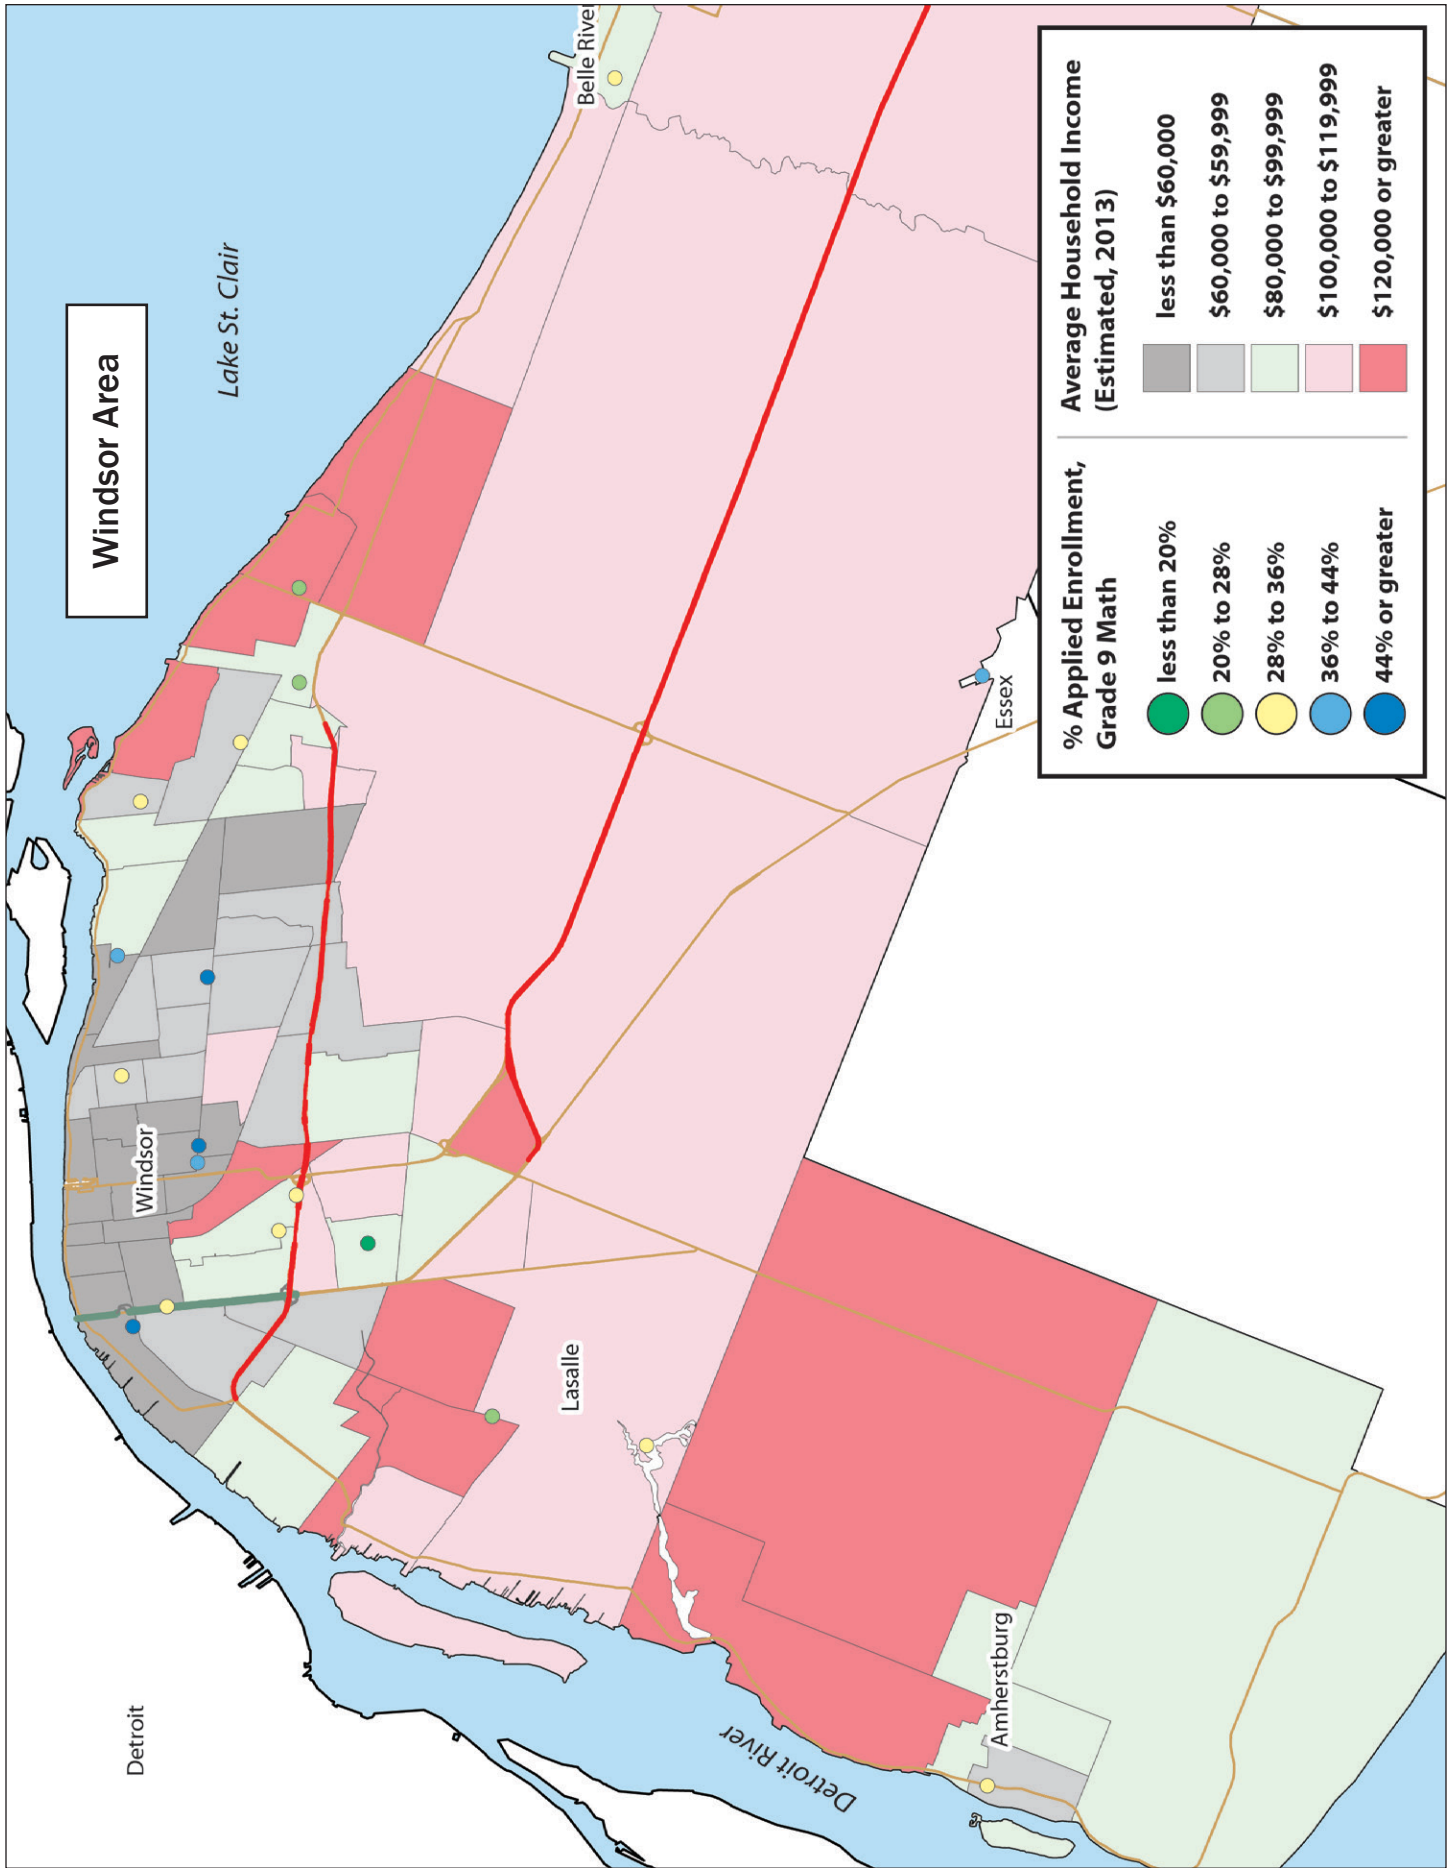 Windsor Area
Lake St. Clair
Belle River
Detroit
Windsor
Lasalle
Essex
Amherstburg
Detroit River
% Applied Enrollment,
Grade 9 Math
less than 20%
20% to 28%
28% to 36%
36% to 44%
44% or greater
Average Household Income
(Estimated, 2013)
less than $60,000
$60,000 to $59,999
$80,000 to $99,999
$100,000 to $119,999
$120,000 or greater